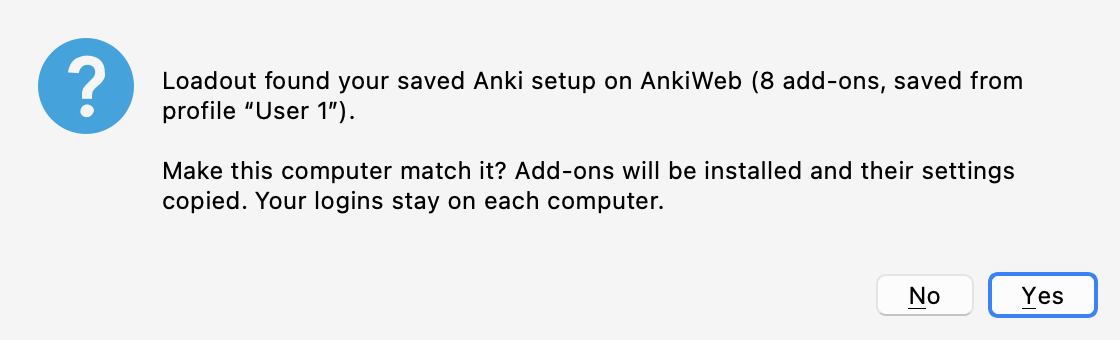 Loadout found your saved Anki setup on AnkiWeb (8 add-ons, saved from
profile “User 1”).
Make this computer match it? Add-ons will be installed and their settings
copied. Your logins stay on each computer.
No
Yes